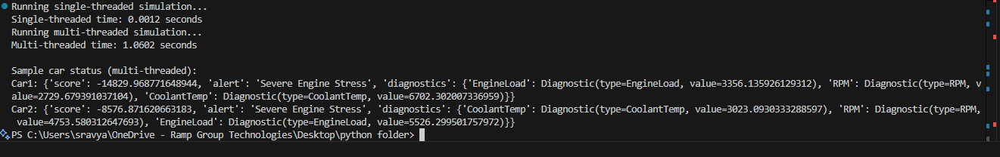 Running single-threaded simulation...
Single-threaded time: 0.0012 seconds
Running multi-threaded simulation...
Multi-threaded time: 1.0602 seconds
Sample car status (multi-threaded):
Car1: {'score': -14829.968771648944, 'alert': 'Severe Engine Stress', 'diagnostics': {'EngineLoad': Diagnostic(type=EngineLoad, value=3356.135926129312), 'RPM': Diagnostic(type=RPM, v
alue=2729.679391037104), 'CoolantTemp': Diagnostic(type=CoolantTemp, value=6702.302007336959)}}
Car2: {'score': -8576.871620663183, 'alert': 'Severe Engine Stress', 'diagnostics': {'CoolantTemp': Diagnostic(type=CoolantTemp, value=3023.0930333288597), 'RPM': Diagnostic(type=RPM,
 value=4753.580312647693), 'EngineLoad': Diagnostic(type=EngineLoad, value=5526.299501757972)}}
PS C:\Users\sravya\OneDrive - Ramp Group Technologies\Desktop\python folder>